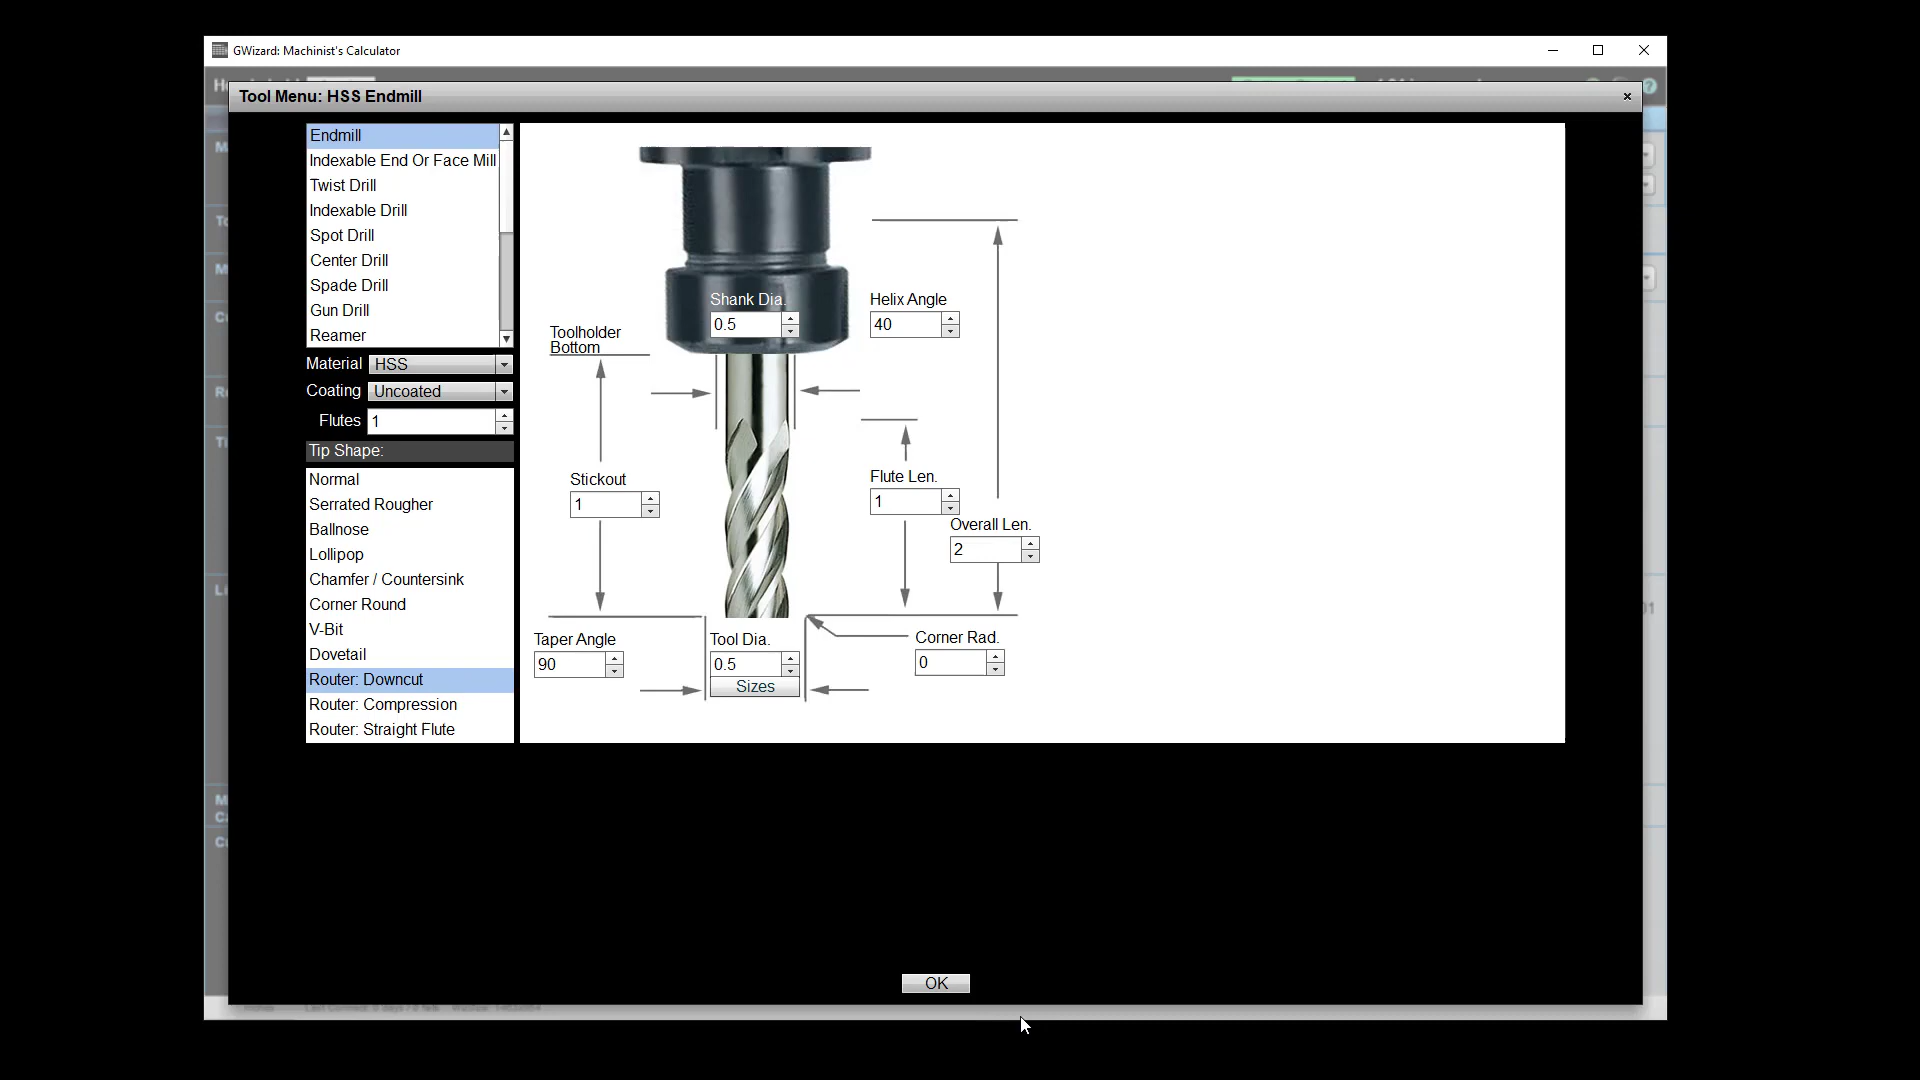 GWizard: Machinist's Calculator
Tool Menu: HSS Endmill
Endmill
Indexable End Or Face Mill
Twist Drill
Indexable Drill
Spot Drill
Center Drill
Spade Drill
Gun Drill
Reamer
Material HSS
Coating Uncoated
Flutes 1
Tip Shape:
Normal
Serrated Rougher
Ballnose
Lollipop
Chamfer / Countersink
Corner Round
V-Bit
Dovetail
Router: Downcut
Router: Compression
Router: Straight Flute
Shank Dia.
0.5
Helix Angle
40
Toolholder
Bottom
Stickout
1
Flute Len.
1
Overall Len.
2
Taper Angle
90
Tool Dia.
0.5
Sizes
Corner Rad.
0
OK